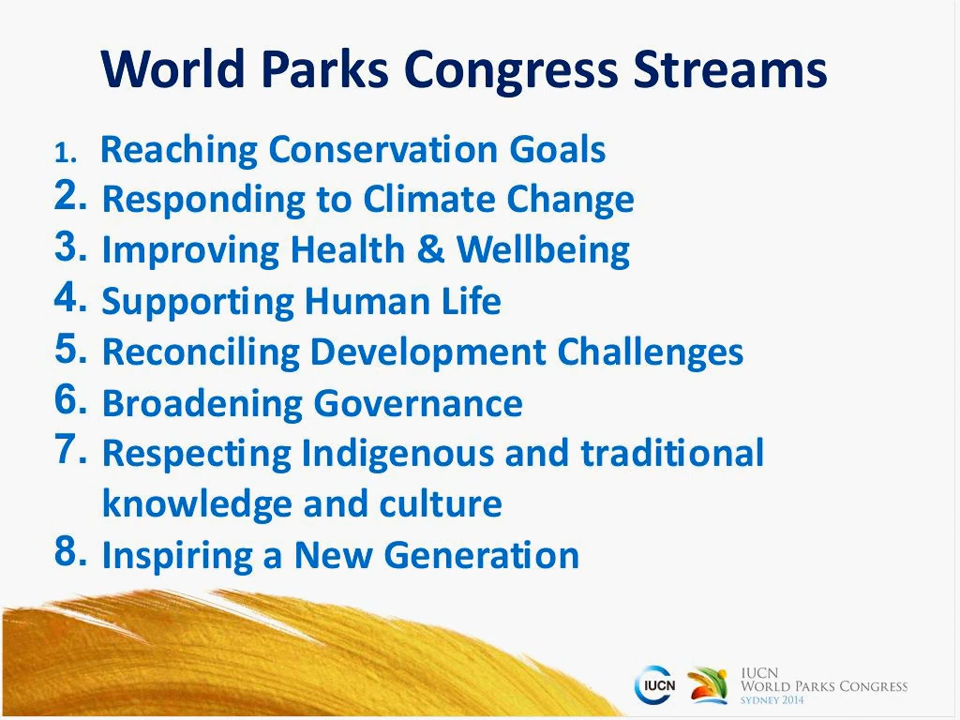 World Parks Congress Streams
1. Reaching Conservation Goals
2. Responding to Climate Change
3. Improving Health & Wellbeing
4. Supporting Human Life
5. Reconciling Development Challenges
6. Broadening Governance
7. Respecting Indigenous and traditional
knowledge and culture
8. Inspiring a New Generation
IUCN
IUCN
WORLD PARKS CONGRESS
SYDNEY 2014